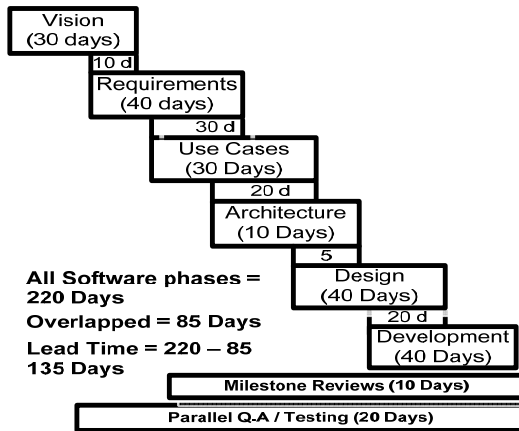 Vision
(30 days)
10 d
Requirements
(40 days)
30 d
Use Cases
(30 Days)
20 d
Architecture
(10 Days)
5
Design
(40 Days)
20 d
Development
(40 Days)
All Software phases =
220 Days
Overlapped = 85 Days
Lead Time = 220 – 85
135 Days
Milestone Reviews (10 Days)
Parallel Q-A / Testing (20 Days)